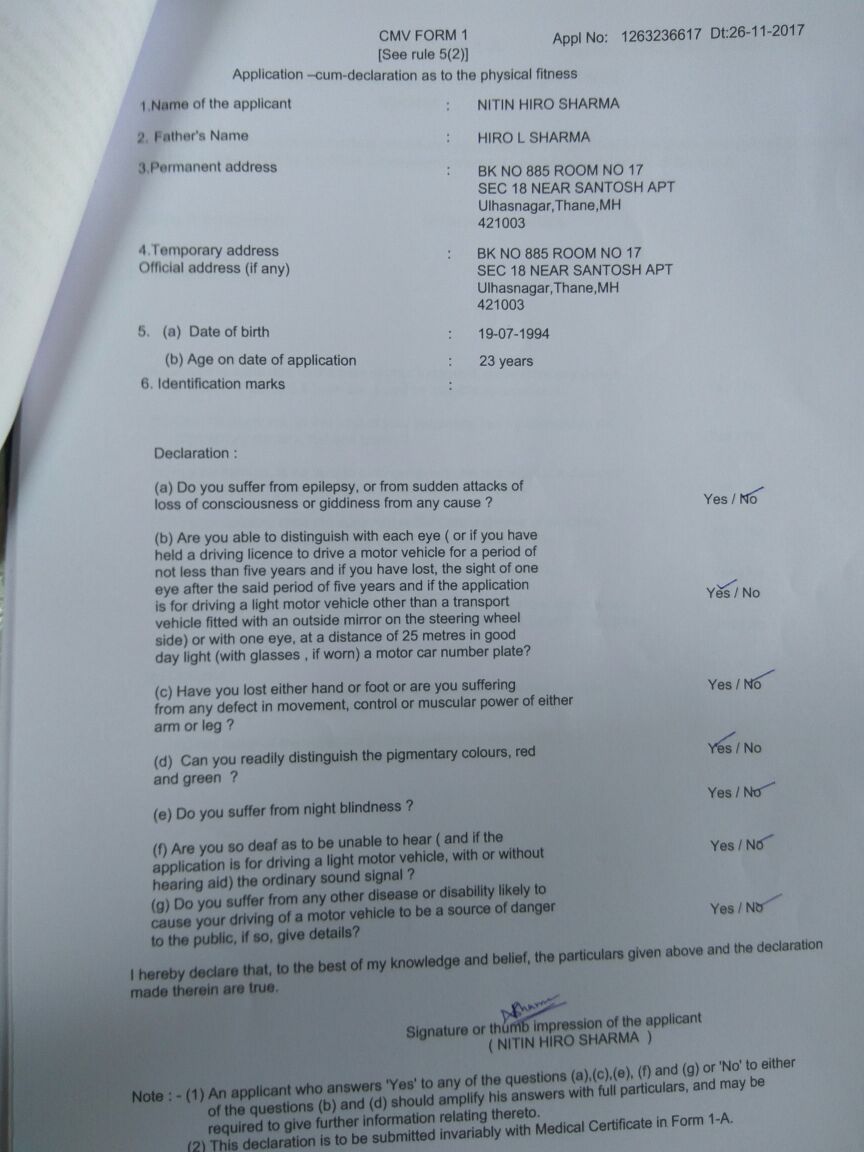 CMV FORM 1
Appl No: 1263236617 Dt:26-11-2017
[See rule 5(2)]
Application –cum-declaration as to the physical fitness
1.Name of the applicant : NITIN HIRO SHARMA
2. Father's Name : HIRO L SHARMA
3.Permanent address : BK NO 885 ROOM NO 17
SEC 18 NEAR SANTOSH APT
Ulhasnagar,Thane,MH
421003
4.Temporary address : BK NO 885 ROOM NO 17
Official address (if any) SEC 18 NEAR SANTOSH APT
Ulhasnagar,Thane,MH
421003
5. (a) Date of birth : 19-07-1994
(b) Age on date of application : 23 years
6. Identification marks :
Declaration :
(a) Do you suffer from epilepsy, or from sudden attacks of
loss of consciousness or giddiness from any cause ? Yes / No
(b) Are you able to distinguish with each eye ( or if you have
held a driving licence to drive a motor vehicle for a period of
not less than five years and if you have lost, the sight of one
eye after the said period of five years and if the application Yes / No
is for driving a light motor vehicle other than a transport
vehicle fitted with an outside mirror on the steering wheel
side) or with one eye, at a distance of 25 metres in good
day light (with glasses , if worn) a motor car number plate?
(c) Have you lost either hand or foot or are you suffering Yes / No
from any defect in movement, control or muscular power of either
arm or leg ?
(d) Can you readily distinguish the pigmentary colours, red Yes / No
and green ?
(e) Do you suffer from night blindness ? Yes / No
(f) Are you so deaf as to be unable to hear ( and if the Yes / No
application is for driving a light motor vehicle, with or without
hearing aid) the ordinary sound signal ?
(g) Do you suffer from any other disease or disability likely to
cause your driving of a motor vehicle to be a source of danger Yes / No
to the public, if so, give details?
I hereby declare that, to the best of my knowledge and belief, the particulars given above and the declaration
made therein are true.
Sharma
Signature or thumb impression of the applicant
( NITIN HIRO SHARMA )
Note : - (1) An applicant who answers 'Yes' to any of the questions (a),(c),(e), (f) and (g) or 'No' to either
of the questions (b) and (d) should amplify his answers with full particulars, and may be
required to give further information relating thereto.
(2) This declaration is to be submitted invariably with Medical Certificate in Form 1-A.